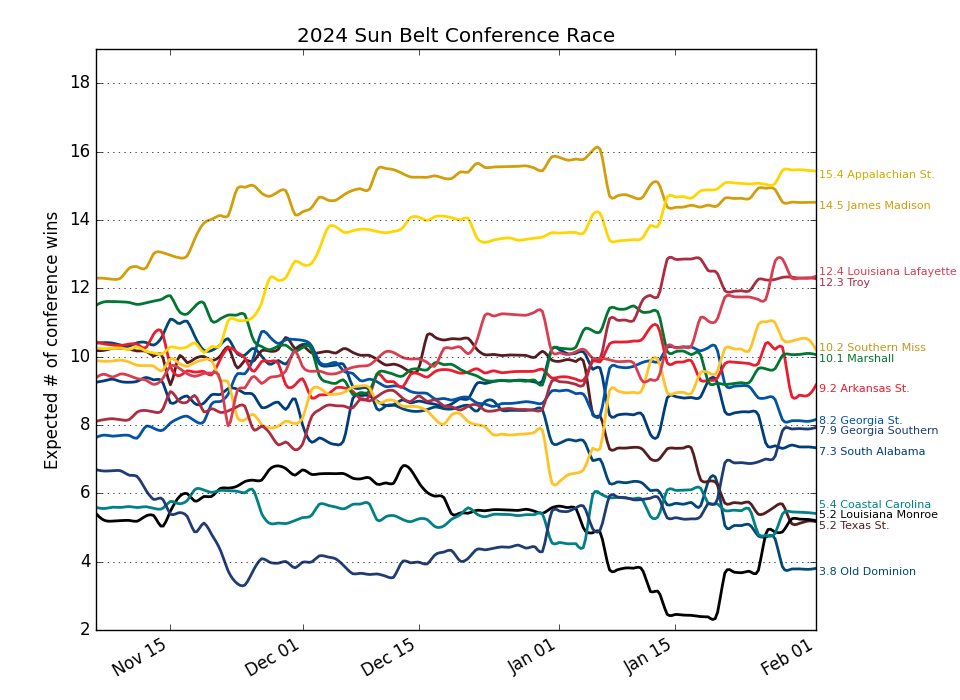 2024 Sun Belt Conference Race
Expected # of conference wins
18
16
14
12
10
8
6
4
2
Nov 15
Dec 01
Dec 15
Jan 01
Jan 15
Feb 01
15.4 Appalachian St.
14.5 James Madison
12.4 Louisiana Lafayette
12.3 Troy
10.2 Southern Miss
10.1 Marshall
9.2 Arkansas St.
8.2 Georgia St.
7.9 Georgia Southern
7.3 South Alabama
5.4 Coastal Carolina
5.2 Louisiana Monroe
5.2 Texas St.
3.8 Old Dominion